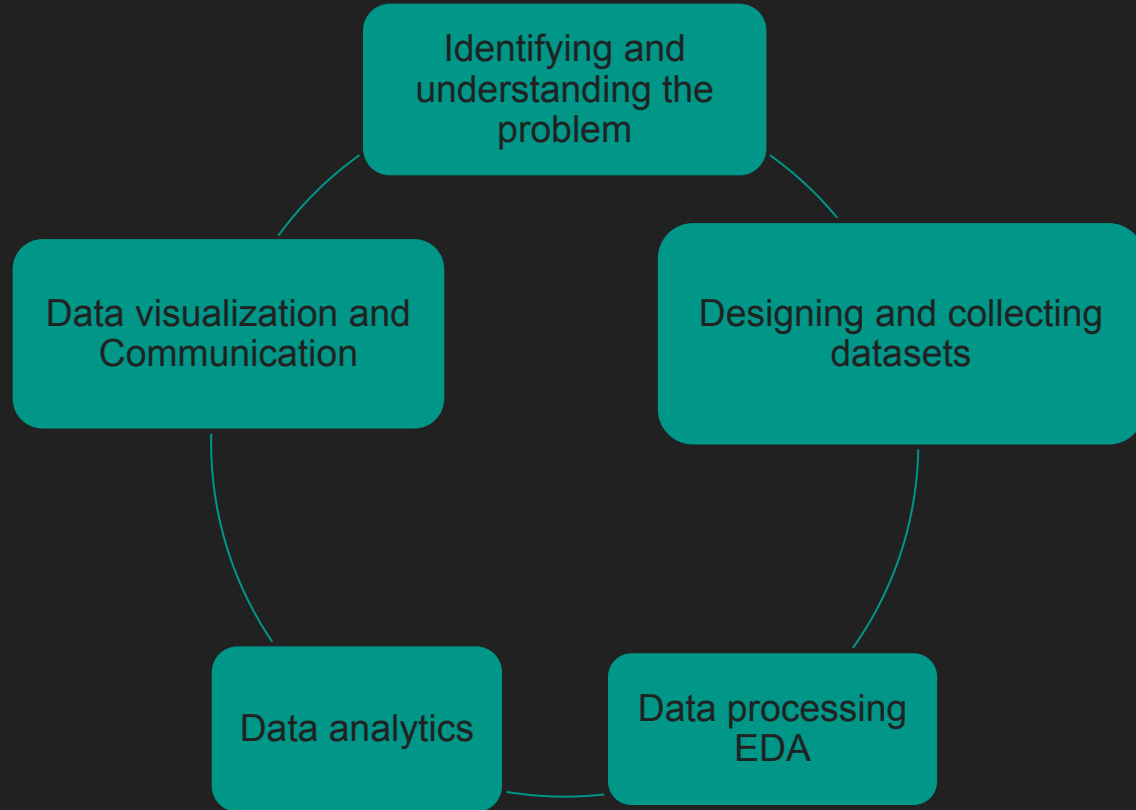 Identifying and
understanding the
problem
Data visualization and
Communication
Designing and collecting
datasets
Data analytics
Data processing
EDA